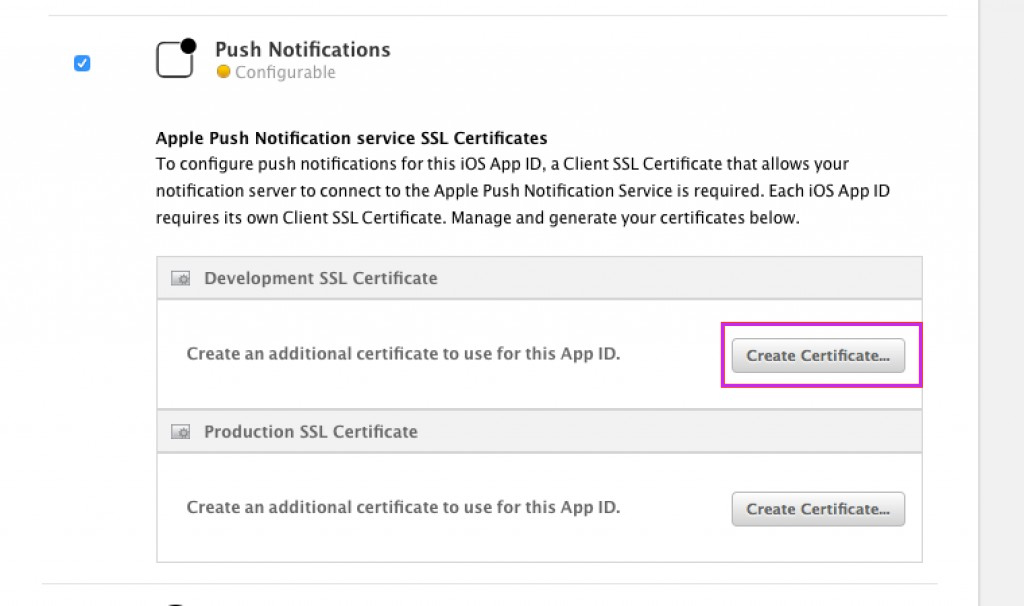 Push Notifications
Configurable
Apple Push Notification service SSL Certificates
To configure push notifications for this iOS App ID, a Client SSL Certificate that allows your
notification server to connect to the Apple Push Notification Service is required. Each iOS App ID
requires its own Client SSL Certificate. Manage and generate your certificates below.
Development SSL Certificate
Create an additional certificate to use for this App ID.
Create Certificate...
Production SSL Certificate
Create an additional certificate to use for this App ID.
Create Certificate...